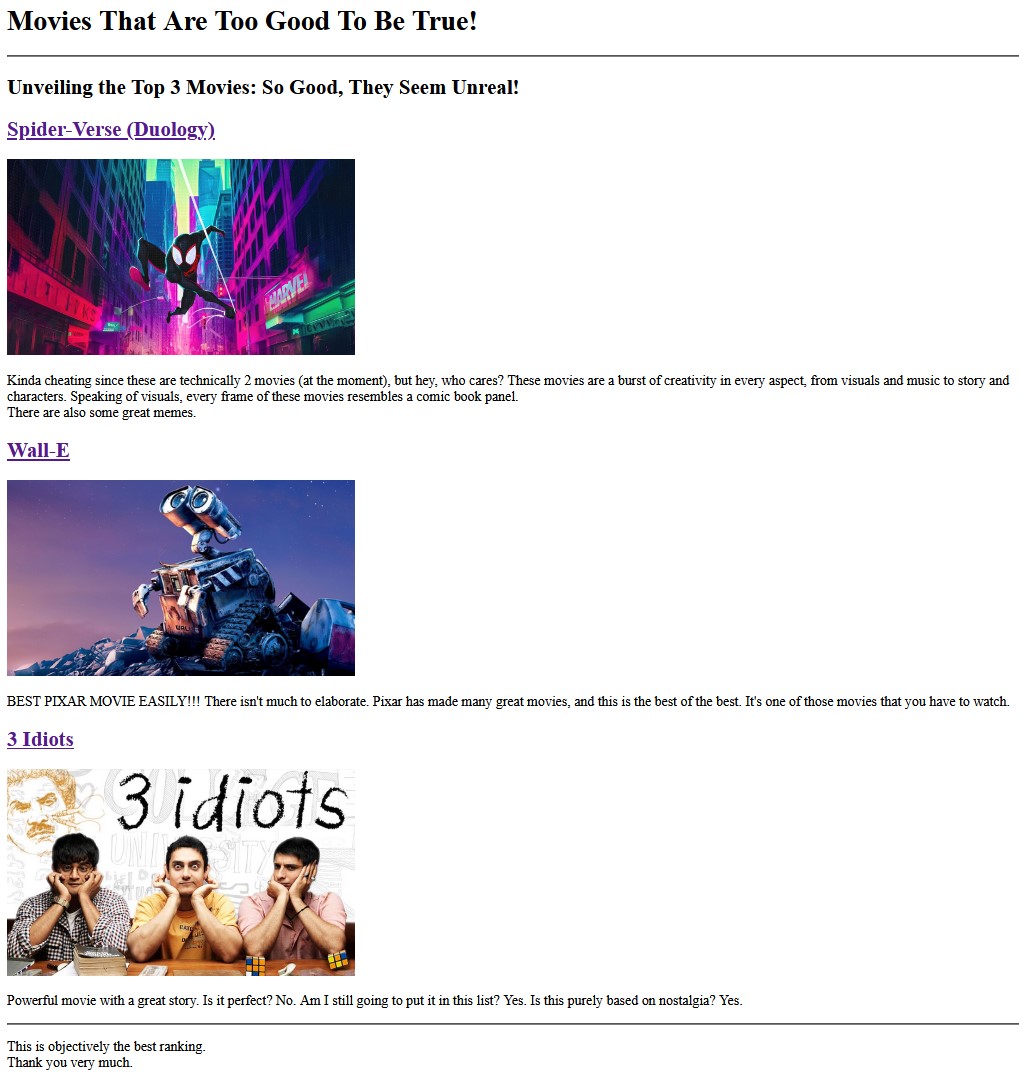 Movies That Are Too Good To Be True!
Unveiling the Top 3 Movies: So Good, They Seem Unreal!
Spider-Verse (Duology)
MARVEL
Kinda cheating since these are technically 2 movies (at the moment), but hey, who cares? These movies are a burst of creativity in every aspect, from visuals and music to story and
characters. Speaking of visuals, every frame of these movies resembles a comic book panel.
There are also some great memes.
Wall-E
WALL
BEST PIXAR MOVIE EASILY!!! There isn't much to elaborate. Pixar has made many great movies, and this is the best of the best. It's one of those movies that you have to watch.
3 Idiots
3 idiots
UNIVERSITY
Powerful movie with a great story. Is it perfect? No. Am I still going to put it in this list? Yes. Is this purely based on nostalgia? Yes.
This is objectively the best ranking.
Thank you very much.